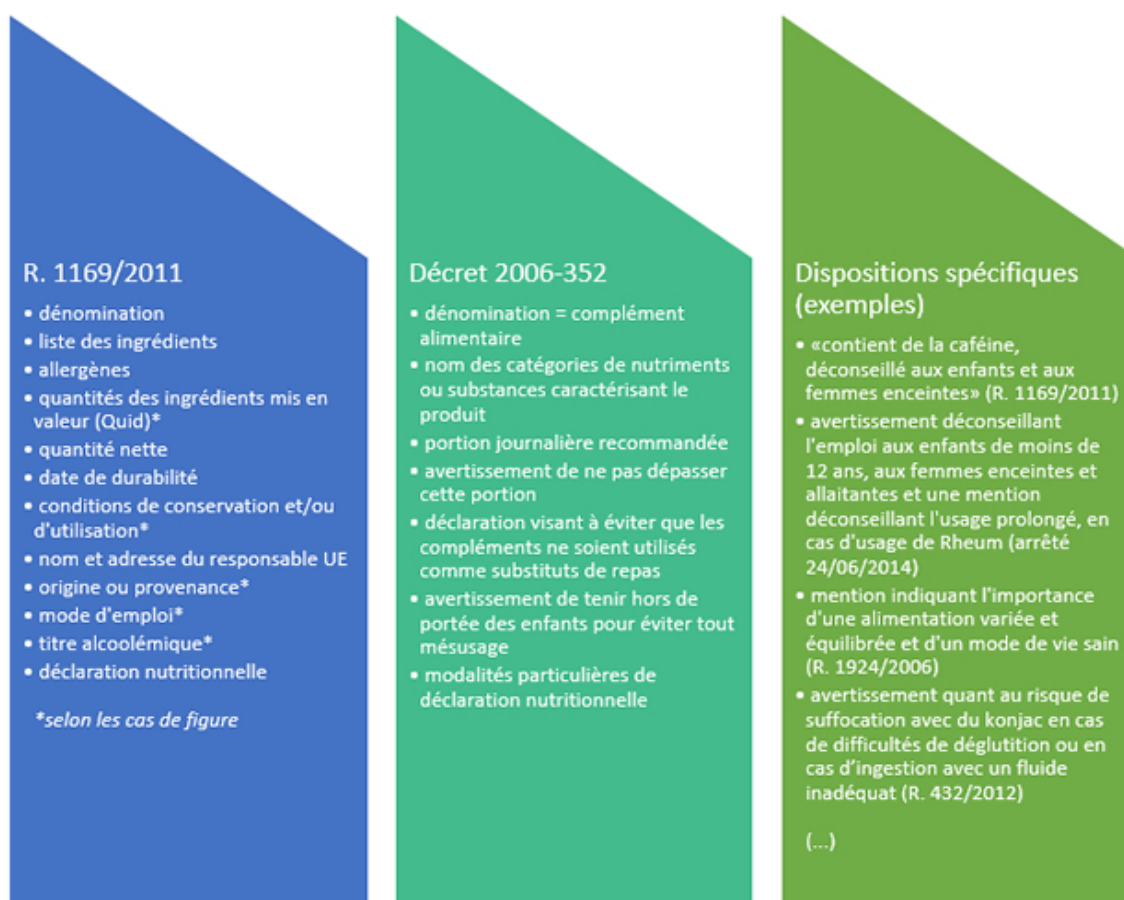 R. 1169/2011
• dénomination
• liste des ingrédients
• allergènes
• quantités des ingrédients mis en
valeur (Quid)*
• quantité nette
• date de durabilité
• conditions de conservation et/ou
d'utilisation*
• nom et adresse du responsable UE
• origine ou provenance*
• mode d'emploi*
• titre alcoolémique*
• déclaration nutritionnelle
*selon les cas de figure
Décret 2006-352
• dénomination = complément
alimentaire
• nom des catégories de nutriments
ou substances caractérisant le
produit
• portion journalière recommandée
• avertissement de ne pas dépasser
cette portion
• déclaration visant à éviter que les
compléments ne soient utilisés
comme substituts de repas
• avertissement de tenir hors de
portée des enfants pour éviter tout
mésusage
• modalités particulières de
déclaration nutritionnelle
Dispositions spécifiques
(exemples)
• «contient de la caféine,
déconseillé aux enfants et aux
femmes enceintes» (R. 1169/2011)
• avertissement déconseillant
l'emploi aux enfants de moins de
12 ans, aux femmes enceintes et
allaitantes et une mention
déconseillant l'usage prolongé, en
cas d'usage de Rheum (arrêté
24/06/2014)
• mention indiquant l'importance
d'une alimentation variée et
équilibrée et d'un mode de vie sain
(R. 1924/2006)
• avertissement quant au risque de
suffocation avec du konjac en cas
de difficultés de déglutition ou en
cas d’ingestion avec un fluide
inadéquat (R. 432/2012)
(...)